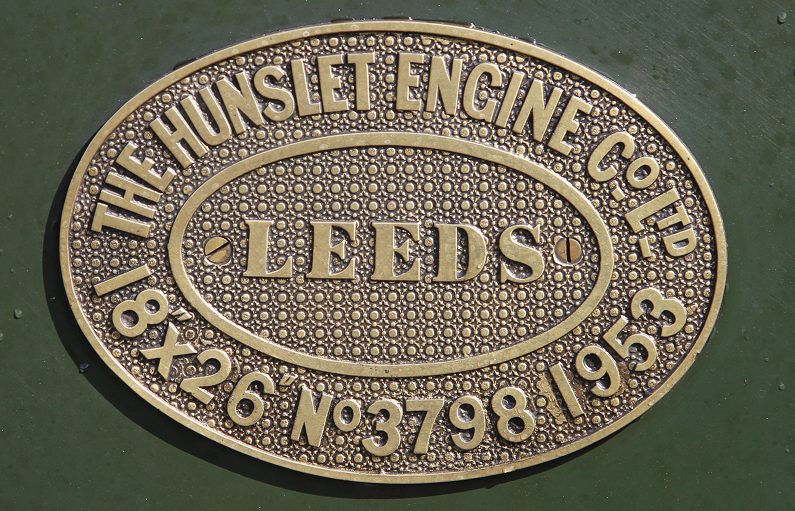 THE HUNSLET ENGINE Co. LTD
LEEDS
18"x26" No 3798 1953